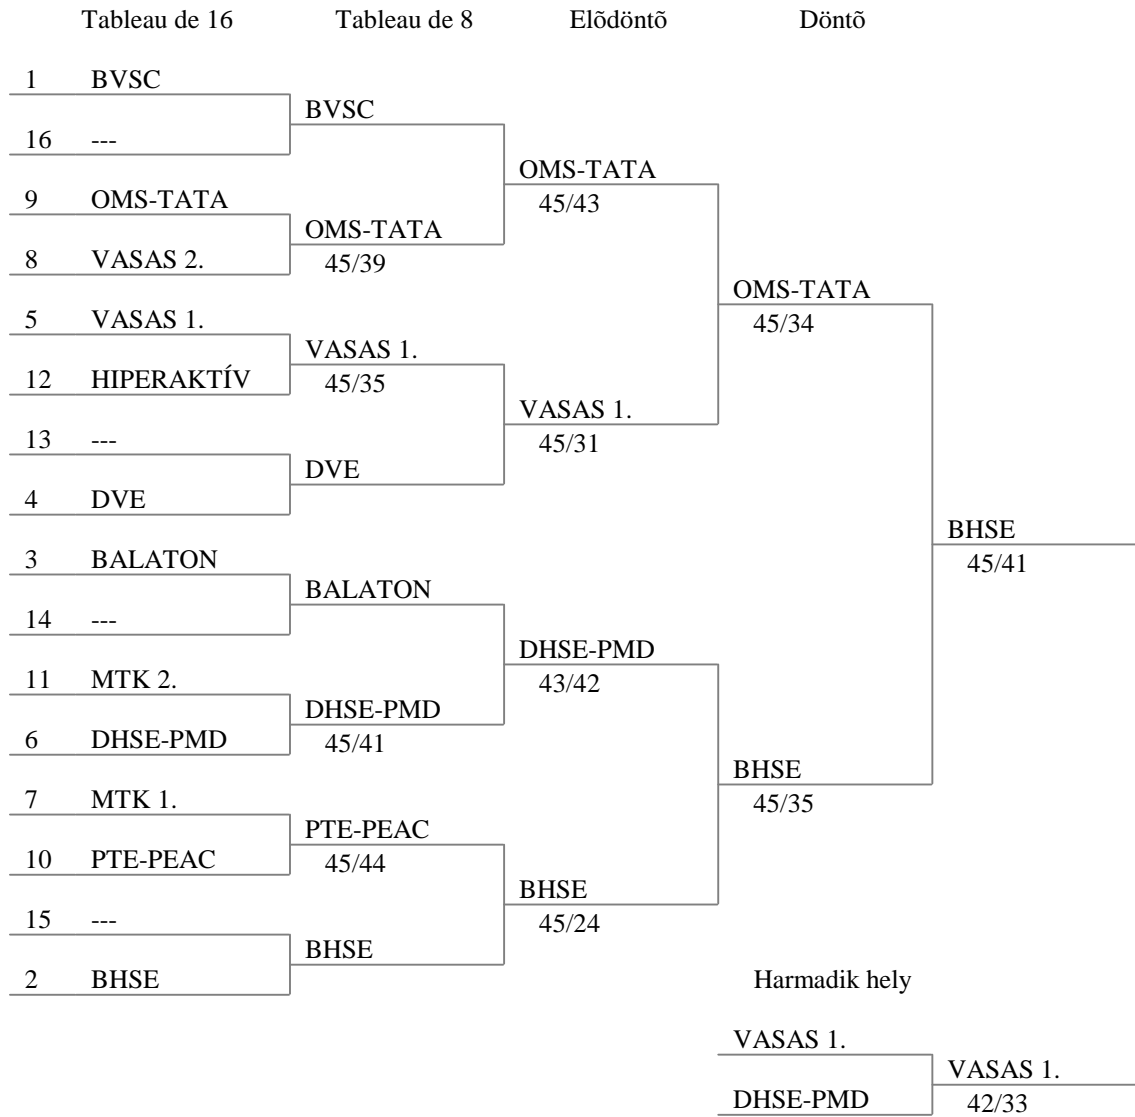 Tableau de 16 Tableau de 8 Elõdöntõ Döntõ
1 BVSC
BVSC
16 ---
OMS-TATA
9 OMS-TATA
45/43
OMS-TATA
8 VASAS 2.
45/39
OMS-TATA
5 VASAS 1.
45/34
VASAS 1.
12 HIPERAKTÍV
45/35
VASAS 1.
13 ---
45/31
DVE
4 DVE
BHSE
3 BALATON
45/41
BALATON
14 ---
DHSE-PMD
11 MTK 2.
43/42
DHSE-PMD
6 DHSE-PMD
45/41
BHSE
7 MTK 1.
45/35
PTE-PEAC
10 PTE-PEAC
45/44
BHSE
15 ---
45/24
BHSE
2 BHSE
Harmadik hely
VASAS 1.
VASAS 1.
DHSE-PMD
42/33